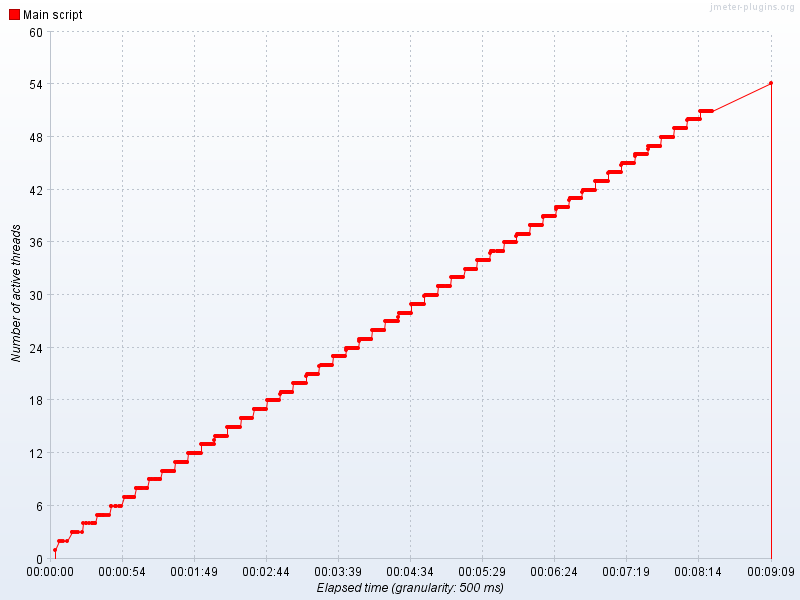 jmeter-plugins.org
Main script
60
54
48
42
36
30
24
18
12
6
0
Number of active threads
00:00:00 00:00:54 00:01:49 00:02:44 00:03:39 00:04:34 00:05:29 00:06:24 00:07:19 00:08:14 00:09:09
Elapsed time (granularity: 500 ms)